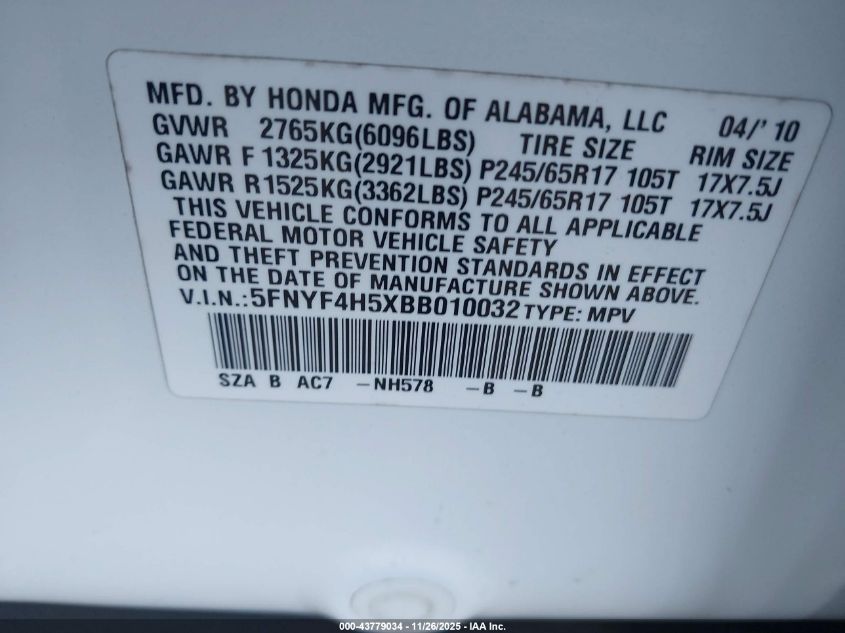 MFD. BY HONDA MFG. OF ALABAMA, LLC 04/' 10
GVWR 2765KG(6096LBS) TIRE SIZE RIM SIZE
GAWR F 1325KG(2921LBS) P245/65R17 105T 17X7.5J
GAWR R1525KG(3362LBS) P245/65R17 105T 17X7.5J
THIS VEHICLE CONFORMS TO ALL APPLICABLE
FEDERAL MOTOR VEHICLE SAFETY
AND THEFT PREVENTION STANDARDS IN EFFECT
ON THE DATE OF MANUFACTURE SHOWN ABOVE.
V.I.N.:5FNYF4H5XBB010032 TYPE: MPV
SZA B AC7 -NH578 -B -B
000-43779034 - 11/26/2025 - IAA Inc.